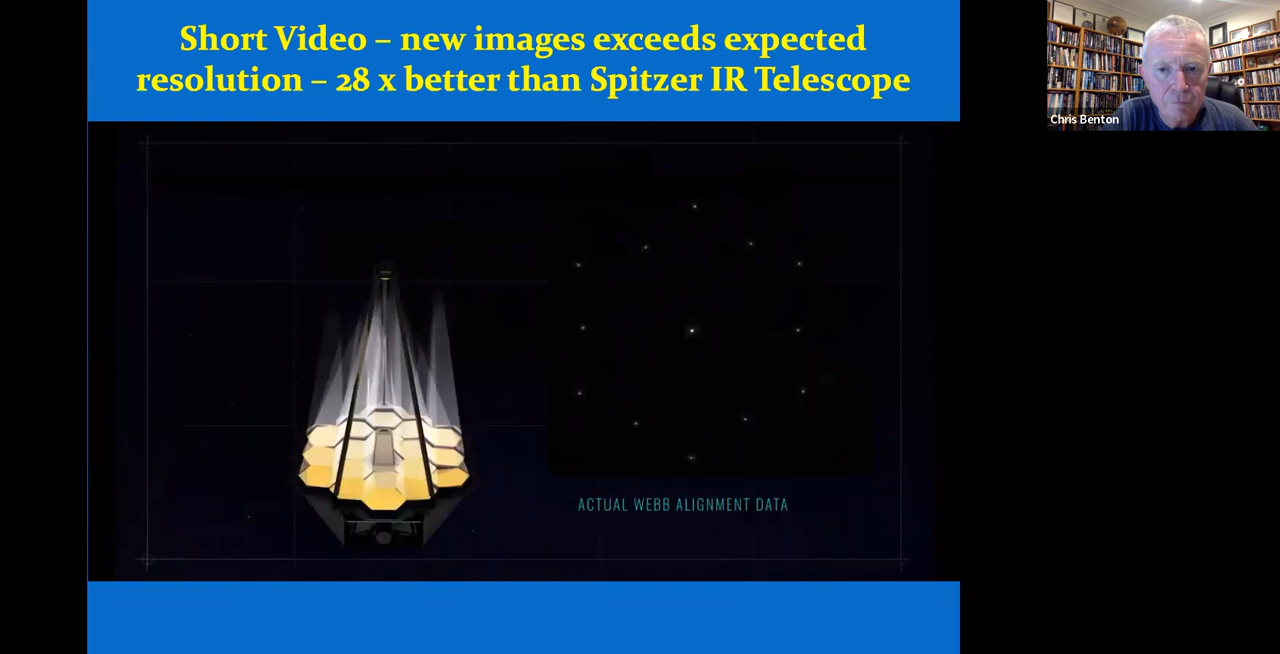 Short Video – new images exceeds expected
resolution – 28 x better than Spitzer IR Telescope
Chris Benton
ACTUAL WEBB ALIGNMENT DATA